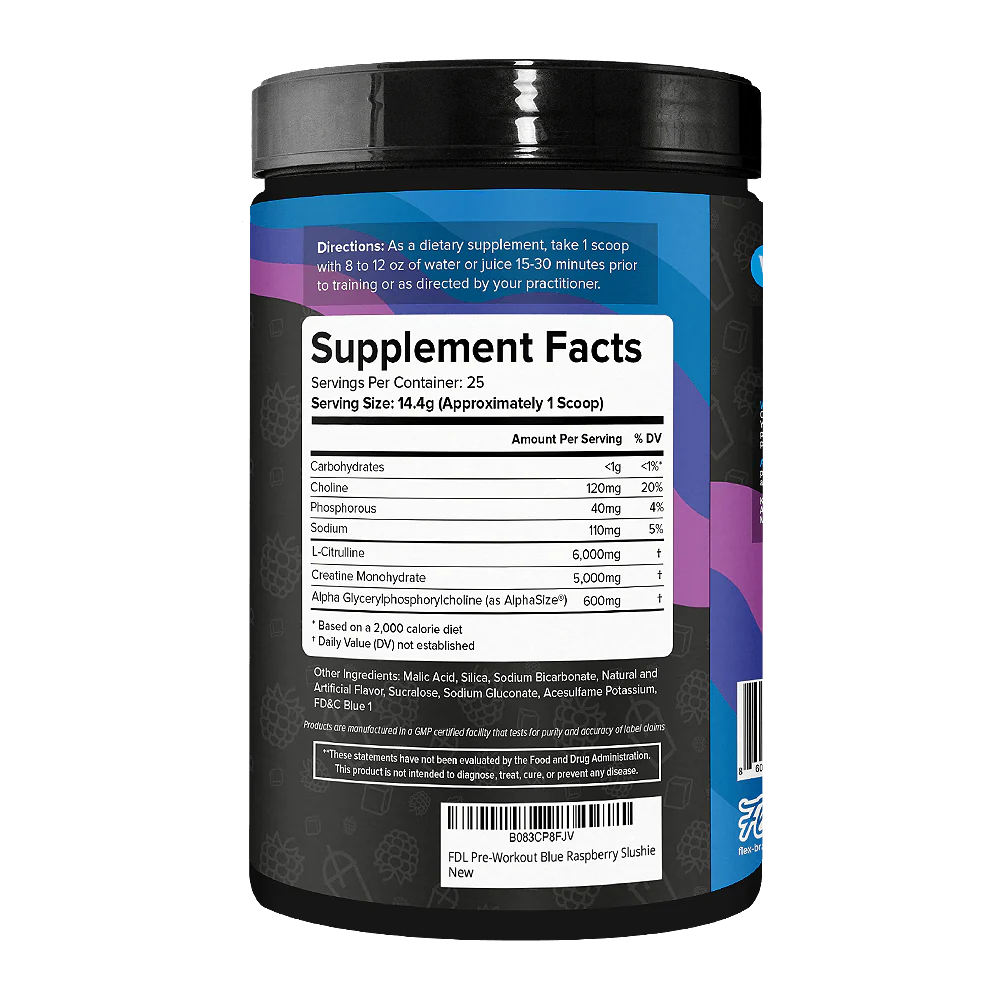 Directions: As a dietary supplement, take 1 scoop
with 8 to 12 oz of water or juice 15-30 minutes prior
to training or as directed by your practitioner.
Supplement Facts
Servings Per Container: 25
Serving Size: 14.4g (Approximately 1 Scoop)
Amount Per Serving % DV
Carbohydrates <1g <1%*
Choline 120mg 20%
Phosphorous 40mg 4%
Sodium 110mg 5%
L-Citrulline 6,000mg †
Creatine Monohydrate 5,000mg †
Alpha Glycerylphosphorylcholine (as AlphaSize®) 600mg †
* Based on a 2,000 calorie diet
† Daily Value (DV) not established
Other Ingredients: Malic Acid, Silica, Sodium Bicarbonate, Natural and
Artificial Flavor, Sucralose, Sodium Gluconate, Acesulfame Potassium,
FD&C Blue 1
Products are manufactured in a GMP certified facility that tests for purity and accuracy of label claims
**These statements have not been evaluated by the Food and Drug Administration.
This product is not intended to diagnose, treat, cure, or prevent any disease.
B083CP8FJV
FDL Pre-Workout Blue Raspberry Slushie
New